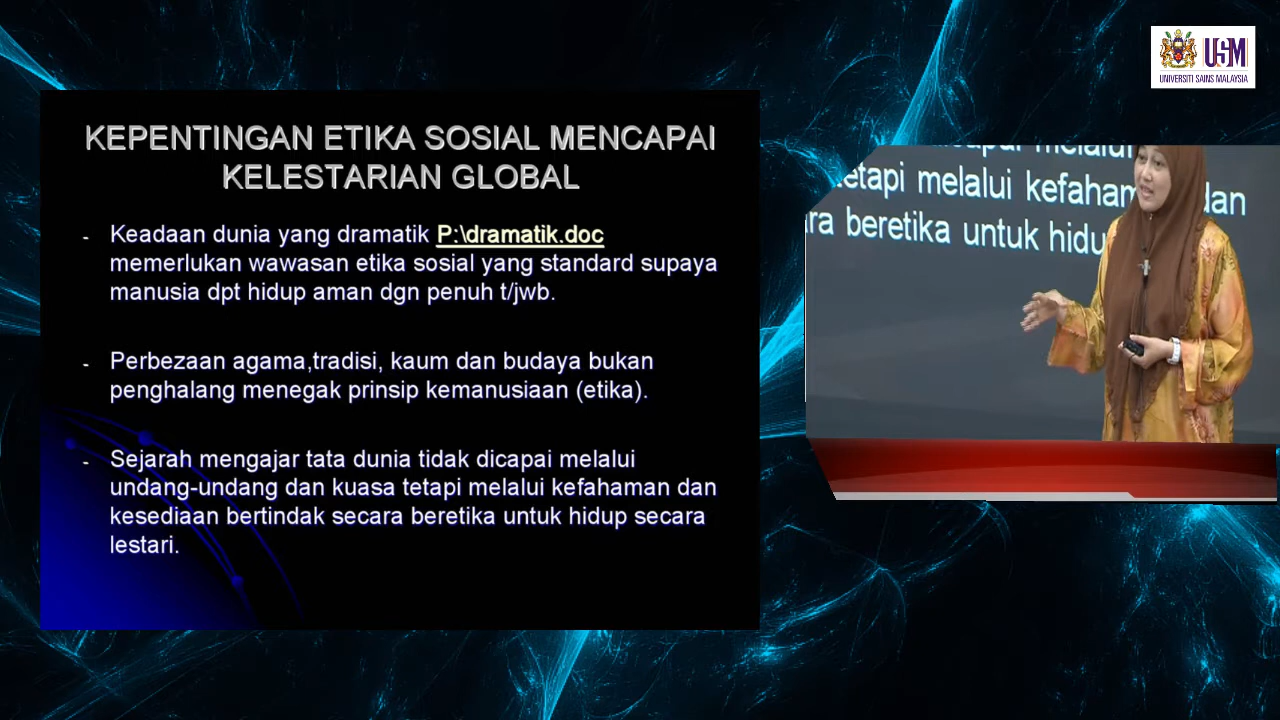 KEPENTINGAN ETIKA SOSIAL MENCAPAI
KELESTARIAN GLOBAL
- Keadaan dunia yang dramatik P:\dramatik.doc
memerlukan wawasan etika sosial yang standard supaya
manusia dpt hidup aman dgn penuh t/jwb.
- Perbezaan agama,tradisi, kaum dan budaya bukan
penghalang menegak prinsip kemanusiaan (etika).
- Sejarah mengajar tata dunia tidak dicapai melalui
undang-undang dan kuasa tetapi melalui kefahaman dan
kesediaan bertindak secara beretika untuk hidup secara
lestari.
USM
UNIVERSITI SAINS MALAYSIA
melalui
tetapi melalui kefaham dan
ra beretika untuk hidu